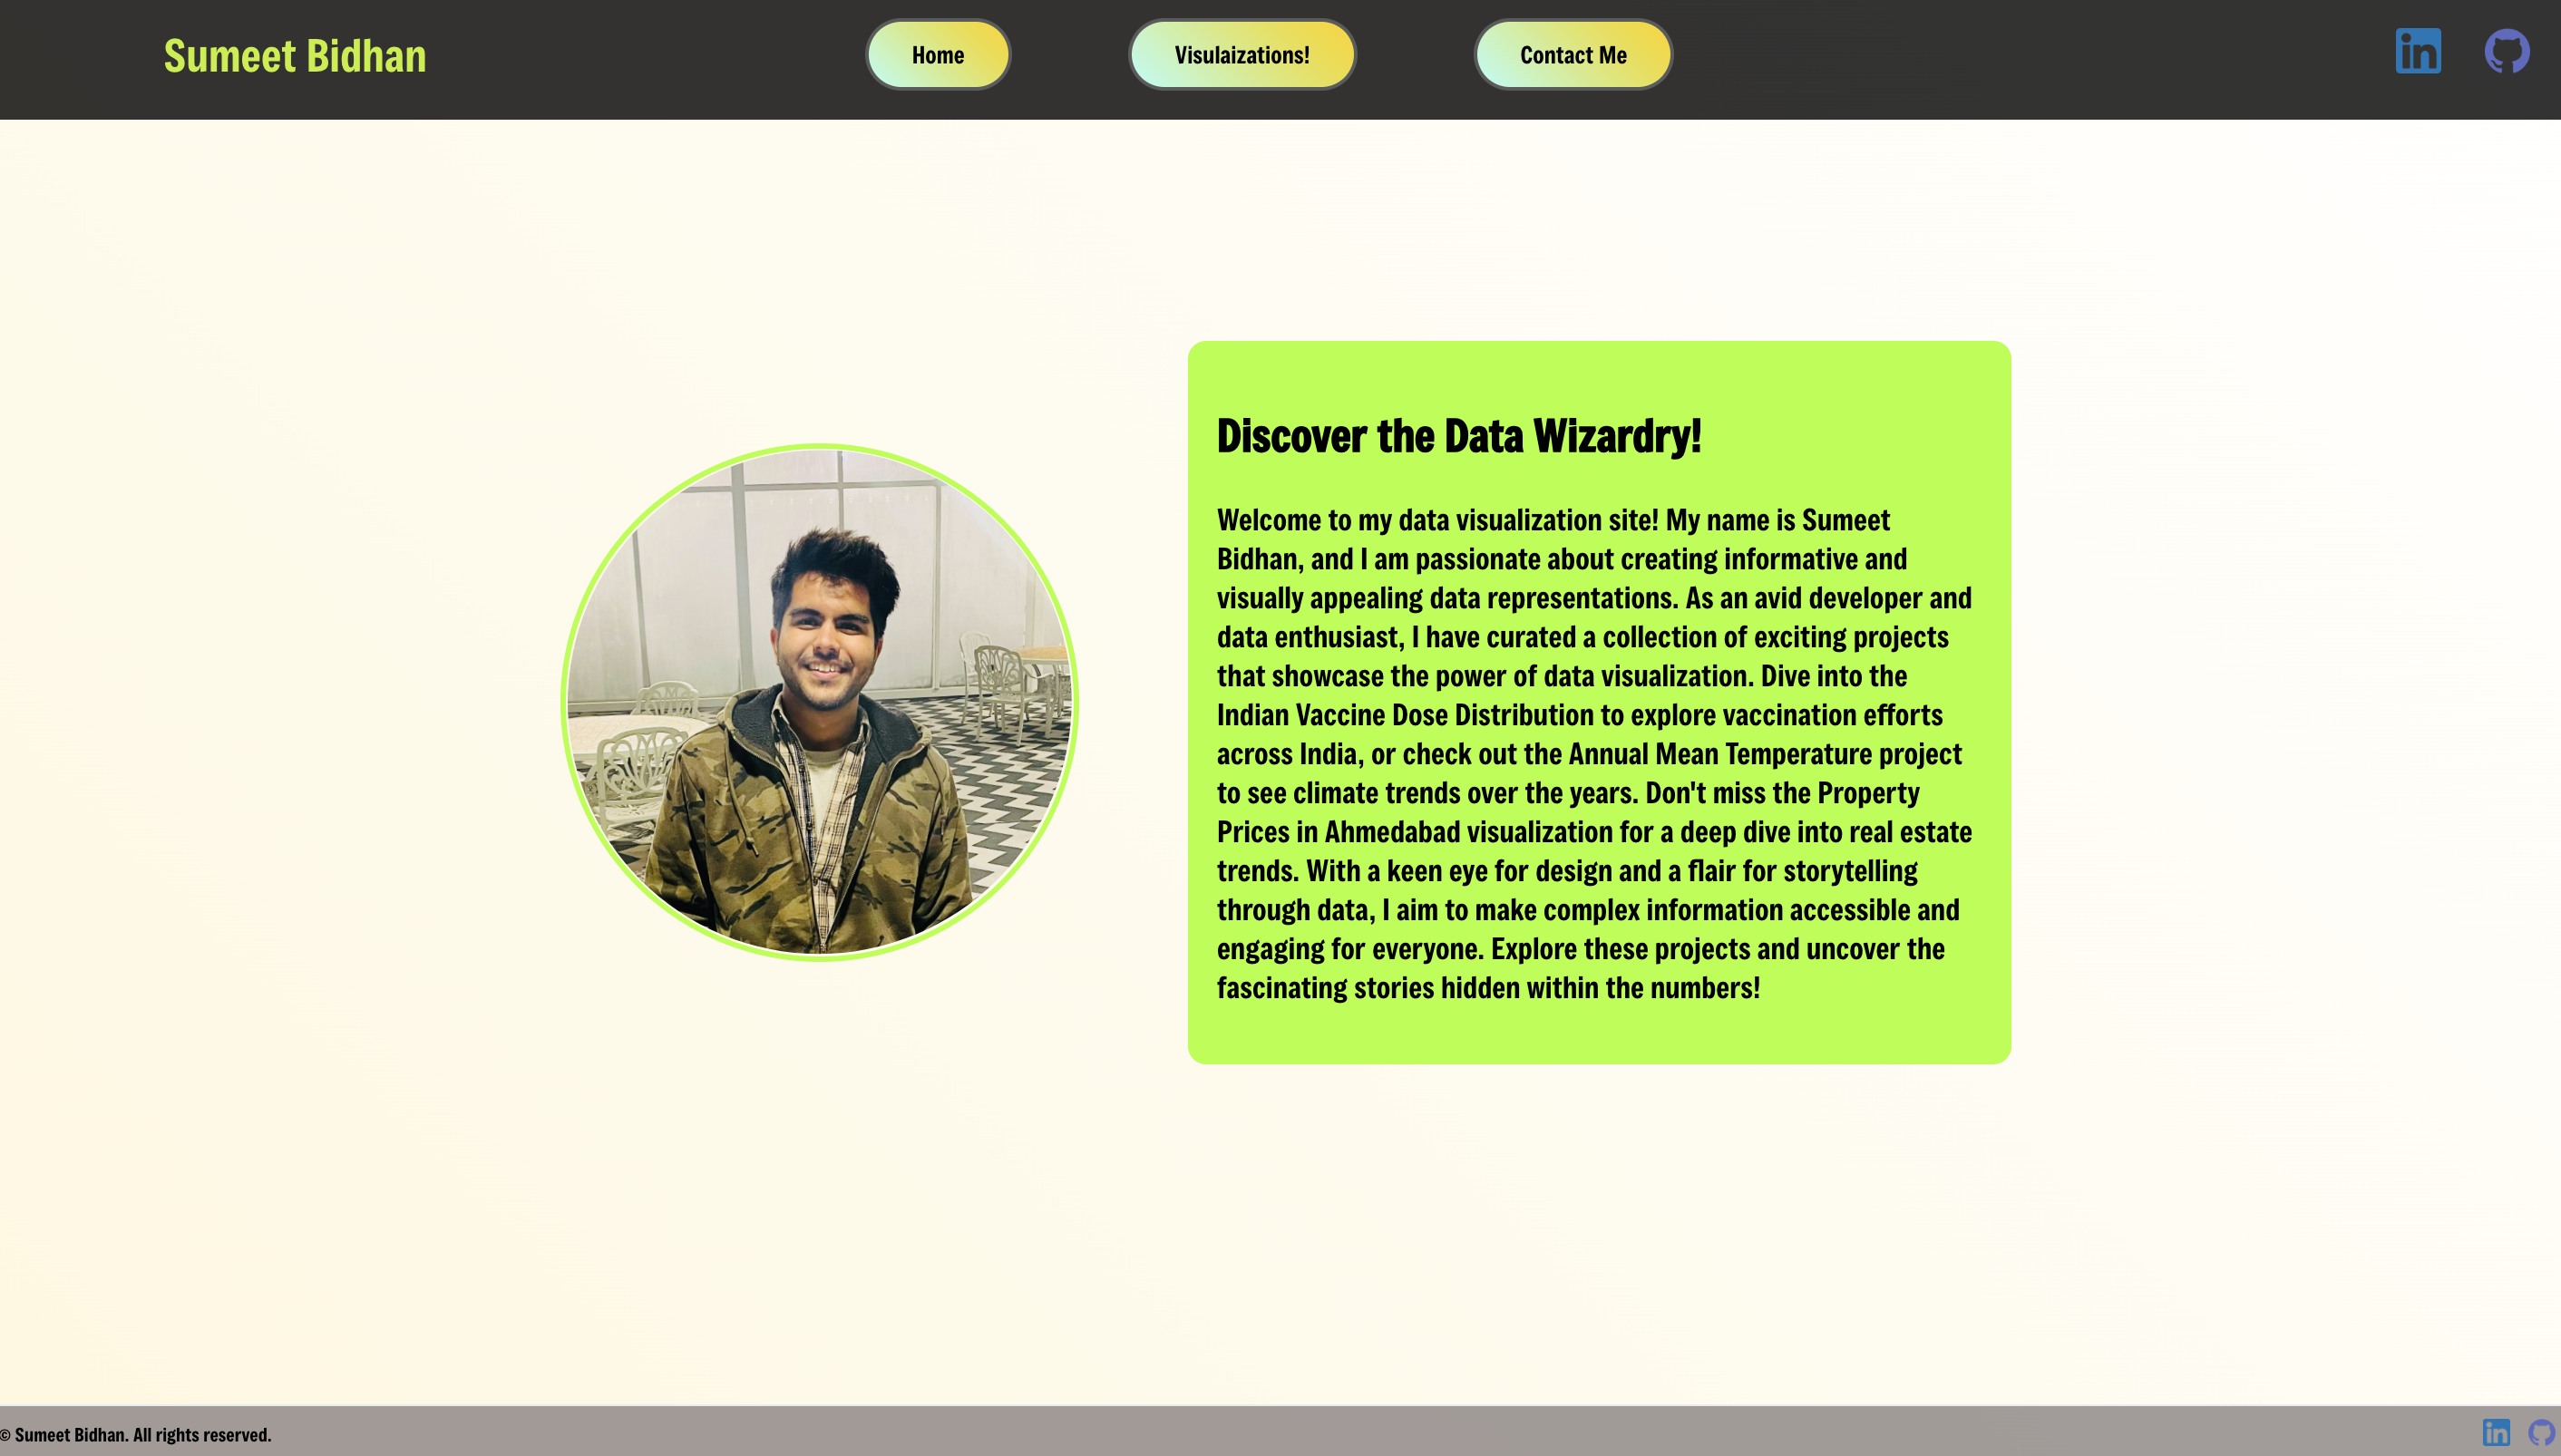 Sumeet Bidhan
Home
Visulaizations!
Contact Me
in
Discover the Data Wizardry!
Welcome to my data visualization site! My name is Sumeet
Bidhan, and I am passionate about creating informative and
visually appealing data representations. As an avid developer and
data enthusiast, I have curated a collection of exciting projects
that showcase the power of data visualization. Dive into the
Indian Vaccine Dose Distribution to explore vaccination efforts
across India, or check out the Annual Mean Temperature project
to see climate trends over the years. Don't miss the Property
Prices in Ahmedabad visualization for a deep dive into real estate
trends. With a keen eye for design and a flair for storytelling
through data, I aim to make complex information accessible and
engaging for everyone. Explore these projects and uncover the
fascinating stories hidden within the numbers!
© Sumeet Bidhan. All rights reserved.
in